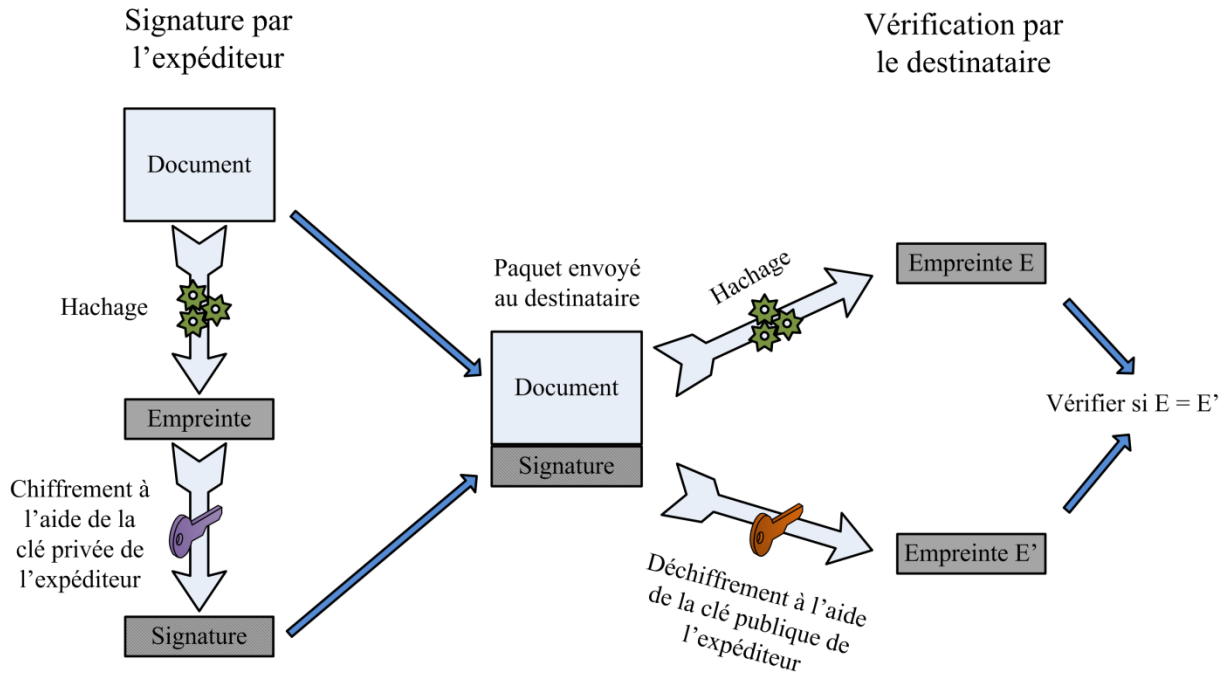 Signature par
l’expéditeur
Vérification par
le destinataire
Document
Hachage
Empreinte
Chiffrement à
l’aide de la
clé privée de
l’expéditeur
Signature
Paquet envoyé
au destinataire
Document
Signature
Hachage
Empreinte E
Déchiffrement à l’aide
de la clé publique de
l’expéditeur
Empreinte E’
Vérifier si E = E’